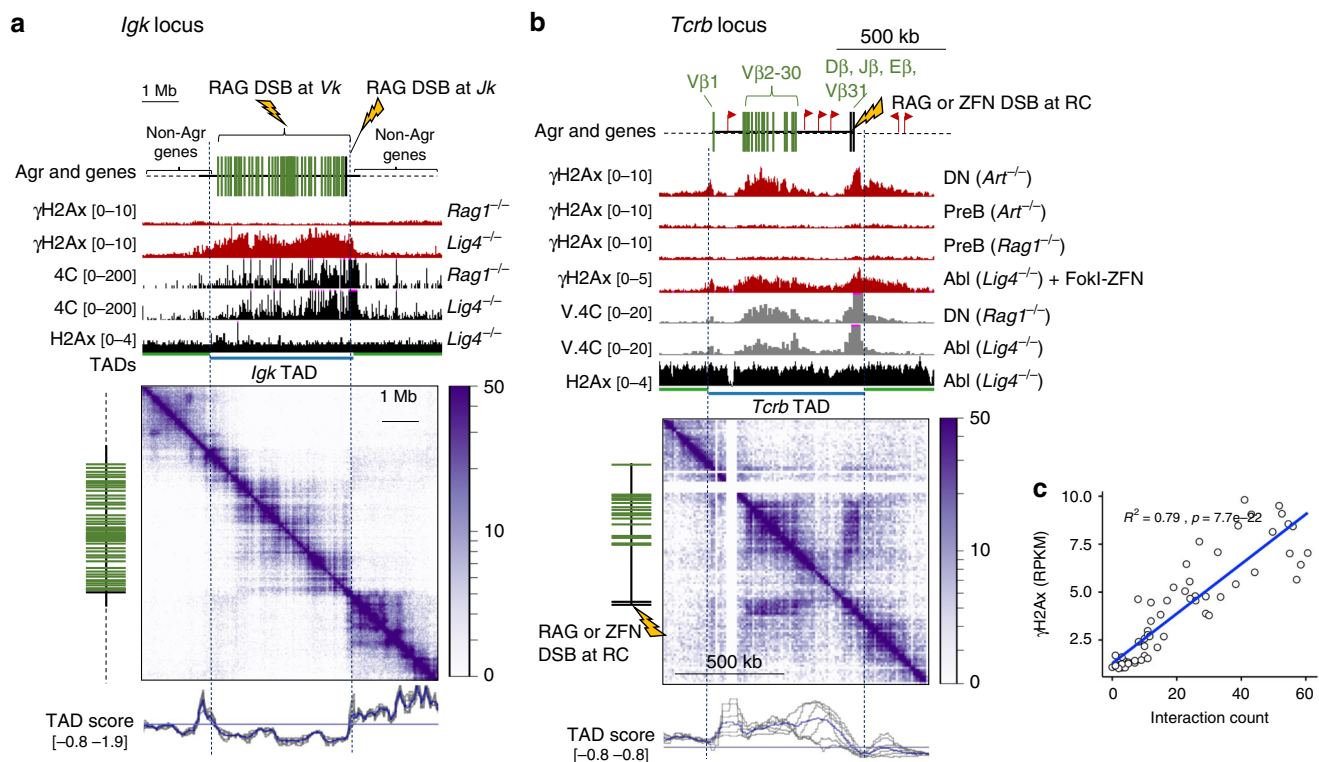 a
Igk locus
1 Mb
RAG DSB at Vk
RAG DSB at Jk
Non-Agr genes
Non-Agr genes
Agr and genes
γH2Ax [0–10] Rag1–/–
γH2Ax [0–10] Lig4–/–
4C [0–200] Rag1–/–
4C [0–200] Lig4–/–
H2Ax [0–4] Lig4–/–
TADs
Igk TAD
1 Mb
50
10
0
TAD score
[–0.8 –1.9]
b
Tcrb locus
500 kb
Vβ1
Vβ2-30
Dβ, Jβ, Eβ,
Vβ31
RAG or ZFN DSB at RC
Agr and genes
γH2Ax [0–10] DN (Art–/–)
γH2Ax [0–10] PreB (Art–/–)
γH2Ax [0–10] PreB (Rag1–/–)
γH2Ax [0–5] Abl (Lig4–/–) + FokI-ZFN
V.4C [0–20] DN (Rag1–/–)
V.4C [0–20] Abl (Lig4–/–)
H2Ax [0–4] Abl (Lig4–/–)
Tcrb TAD
50
10
0
RAG or ZFN
DSB at RC
500 kb
TAD score
[–0.8 –0.8]
c
R2 = 0.79 , p = 7.7e–22
γH2Ax (RPKM)
10.0
7.5
5.0
2.5
0 20 40 60
Interaction count